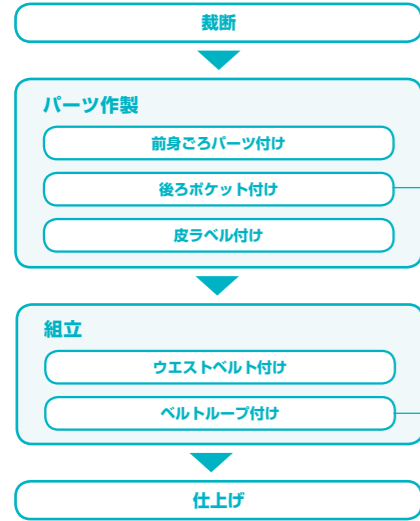 裁断
パーツ作製
前身ごろパーツ付け
後ろポケット付け
皮ラベル付け
組立
ウエストベルト付け
ベルトループ付け
仕上げ